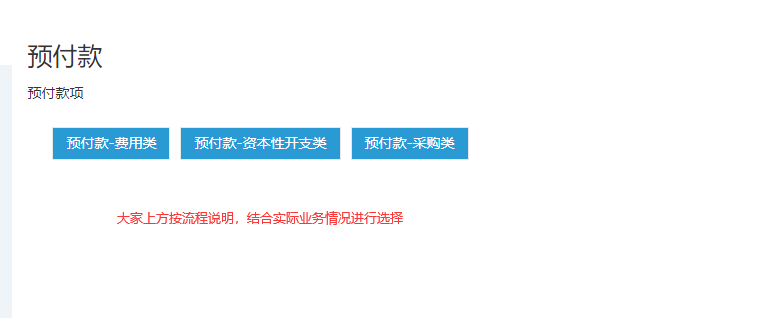 预付款
预付款项
预付款-费用类 预付款-资本性开支类 预付款-采购类
大家上方按流程说明，结合实际业务情况进行选择